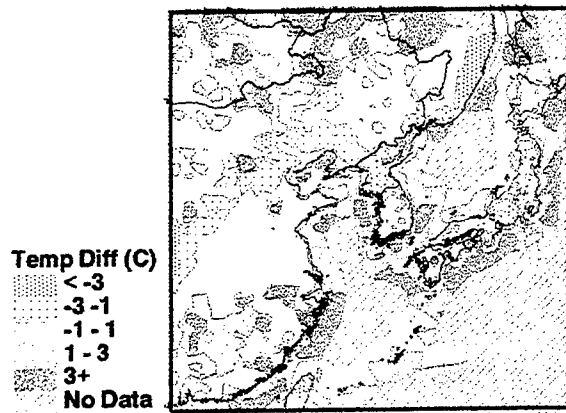 Temp Diff (C)
< -3
-3 -1
-1 - 1
1 - 3
3+
No Data